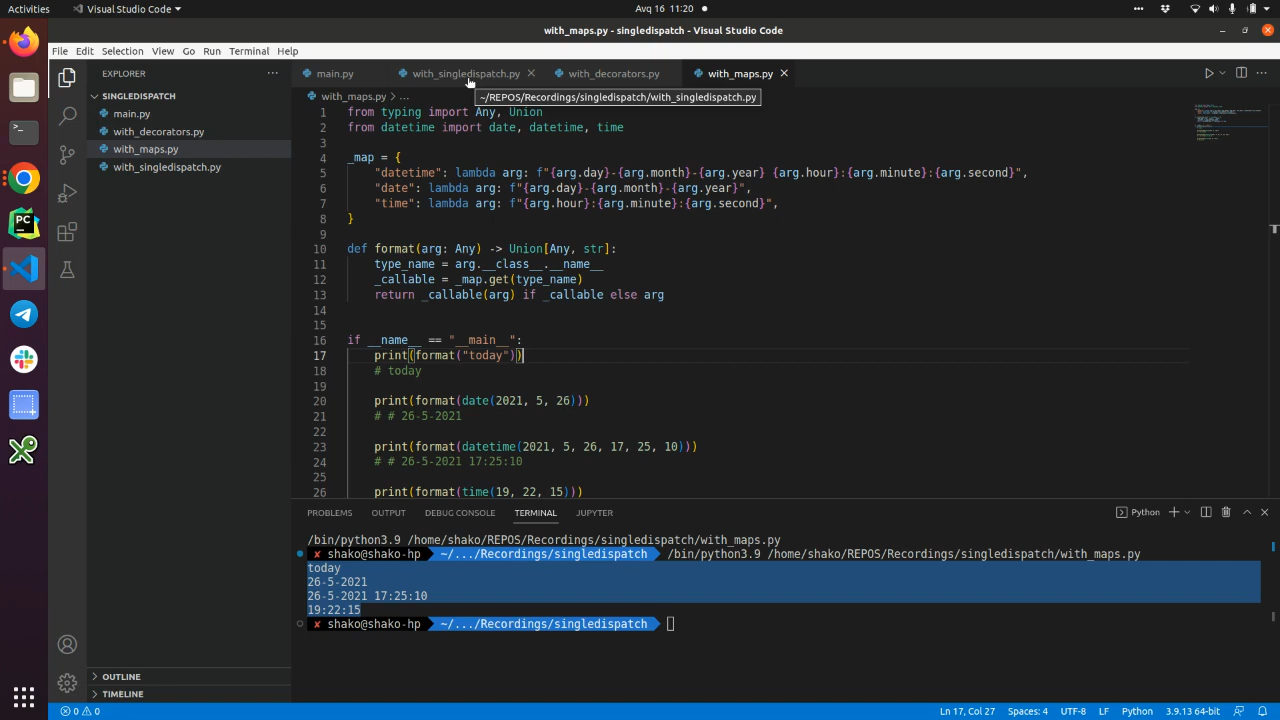 Activities
Visual Studio Code
Avq 16 11:20
with_maps.py - singledispatch - Visual Studio Code
File Edit Selection View Go Run Terminal Help
EXPLORER
main.py with_singledispatch.py with_decorators.py with_maps.py
SINGLEDISPATCH
main.py
with_decorators.py
with_maps.py
with_singledispatch.py
with_maps.py > ...
~/REPOS/Recordings/singledispatch/with_singledispatch.py
1 from typing import Any, Union
2 from datetime import date, datetime, time
3
4 _map = {
5 "datetime": lambda arg: f"{arg.day}-{arg.month}-{arg.year} {arg.hour}:{arg.minute}:{arg.second}",
6 "date": lambda arg: f"{arg.day}-{arg.month}-{arg.year}",
7 "time": lambda arg: f"{arg.hour}:{arg.minute}:{arg.second}",
8 }
9
10 def format(arg: Any) -> Union[Any, str]:
11 type_name = arg.__class__.__name__
12 _callable = _map.get(type_name)
13 return _callable(arg) if _callable else arg
14
15
16 if __name__ == "__main__":
17 print(format("today"))
18 # today
19
20 print(format(date(2021, 5, 26)))
21 # # 26-5-2021
22
23 print(format(datetime(2021, 5, 26, 17, 25, 10)))
24 # # 26-5-2021 17:25:10
25
26 print(format(time(19, 22, 15)))
PROBLEMS OUTPUT DEBUG CONSOLE TERMINAL JUPYTER
Python
/bin/python3.9 /home/shako/REPOS/Recordings/singledispatch/with_maps.py
✘ shako@shako-hp ~/.../Recordings/singledispatch /bin/python3.9 /home/shako/REPOS/Recordings/singledispatch/with_maps.py
today
26-5-2021
26-5-2021 17:25:10
19:22:15
✘ shako@shako-hp ~/.../Recordings/singledispatch
OUTLINE
TIMELINE
0 0
Ln 17, Col 27 Spaces: 4 UTF-8 LF Python 3.9.13 64-bit
PC